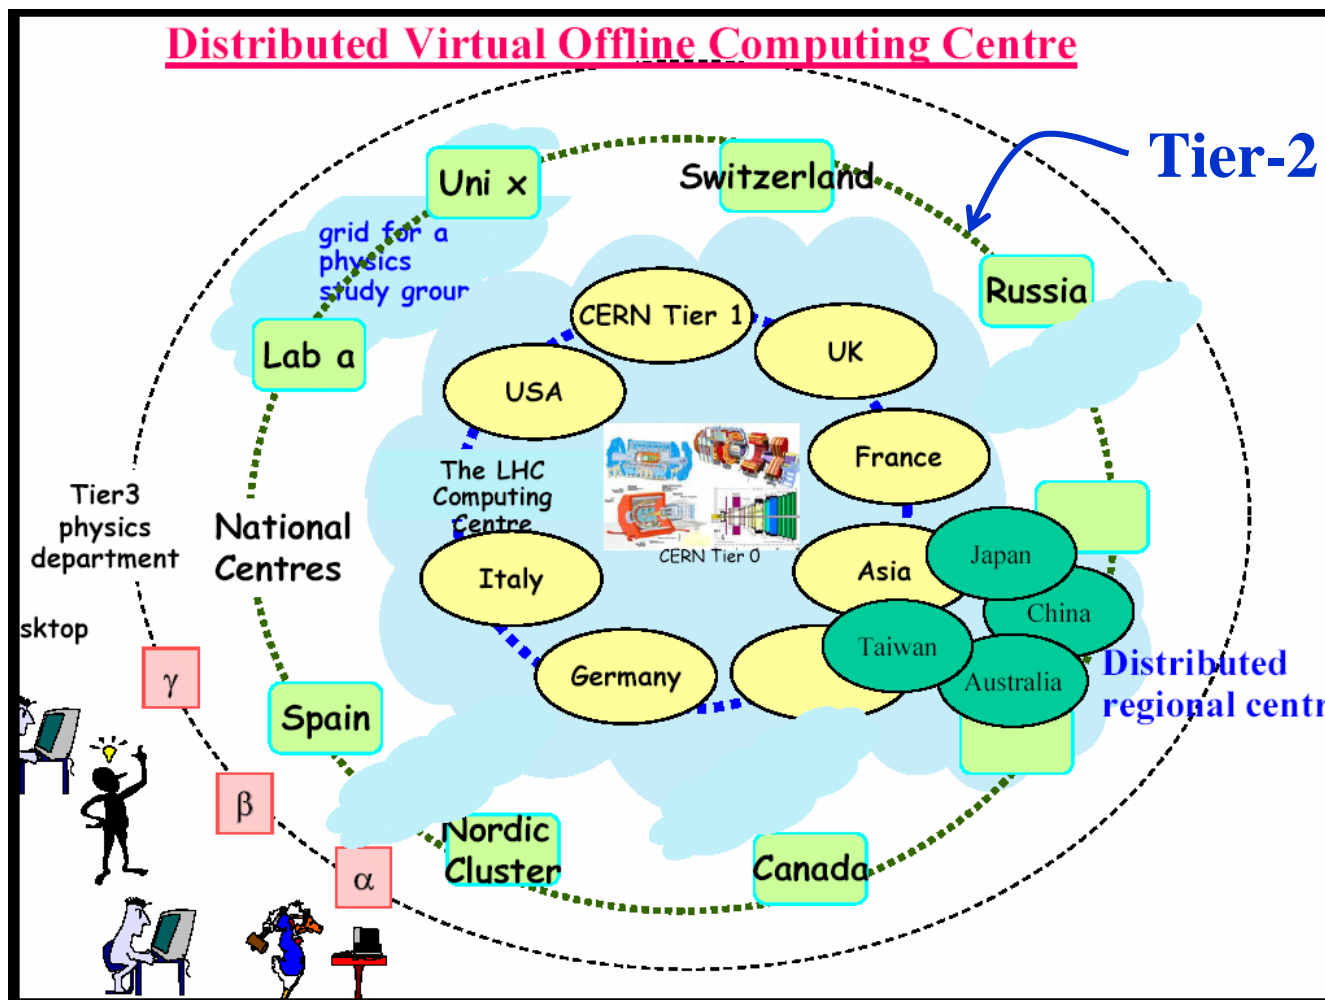 Distributed Virtual Offline Computing Centre
Tier-2
Uni x
Switzerland
grid for a
physics
study grour
Russia
CERN Tier 1
UK
Lab a
USA
France
The LHC
Computing
Centre
CERN Tier 0
Tier3
physics
department
National
Centres
Italy
Asia
Japan
China
sktop
Taiwan
Germany
Australia
Distributed
regional centr
γ
Spain
β
Nordic
Cluster
Canada
α